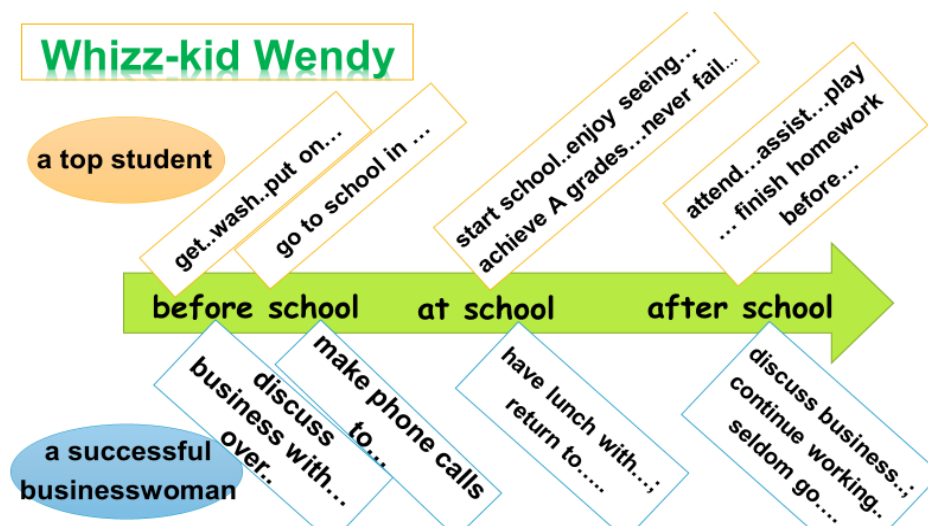 Whizz-kid Wendy
a top student
get..wash..put on...
go to school in ...
start school..enjoy seeing...
achieve A grades...never fail...
attend...assist...play
... finish homework
before...
before school
at school
after school
a successful
businesswoman
discuss
business with...
over..
make phone calls
to...
have lunch with...;
return to.....
discuss business..;
continue working..
seldom go....